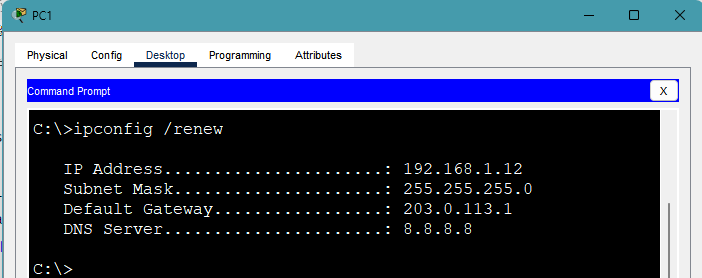 PC1
Physical Config Desktop Programming Attributes
Command Prompt X
C:\>ipconfig /renew
IP Address......................: 192.168.1.12
Subnet Mask.....................: 255.255.255.0
Default Gateway.................: 203.0.113.1
DNS Server......................: 8.8.8.8
C:\>